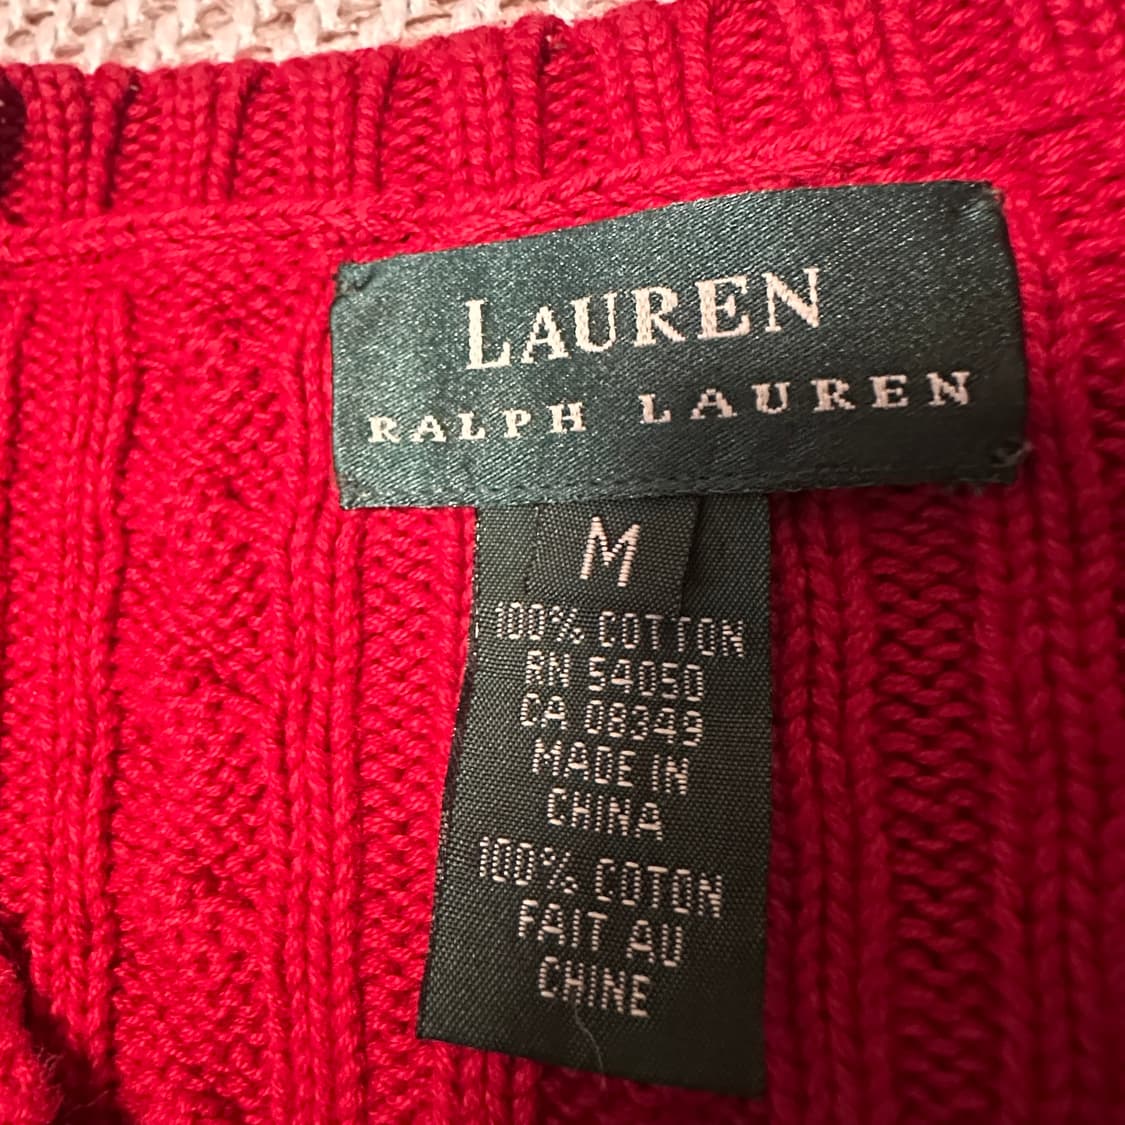 LAUREN
RALPH LAUREN
M
100% COTTON
RN 54050
CA 08349
MADE IN
CHINA
100% COTON
FAIT AU
CHINE